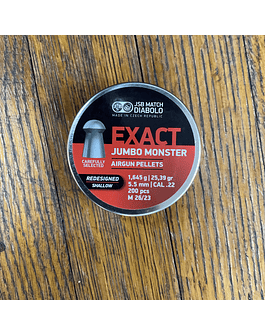 JSB MATCH
DIABOLO
MADE IN CZECH REPUBLIC
EXACT
JUMBO MONSTER
CAREFULLY
SELECTED
AIRGUN PELLETS
REDESIGNED
SHALLOW
1,645 g | 25,39 gr
5.5 mm | CAL .22
200 pcs
M 26/23